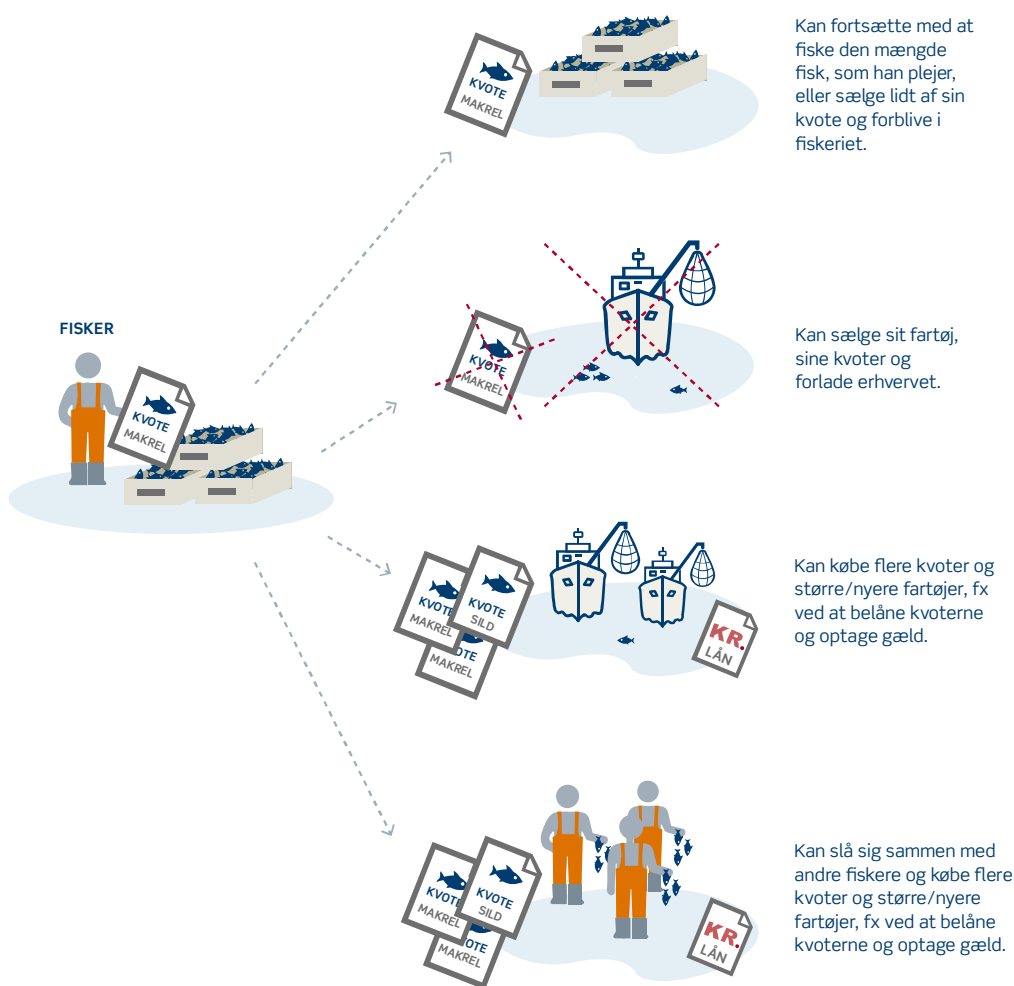 Kan fortsætte med at
fiske den mængde
fisk, som han plejer,
eller sælge lidt af sin
kvote og forblive i
fiskeriet.
KVOTE
MAKREL
FISKER
KVOTE
MAKREL
KVOTE
MAKREL
Kan sælge sit fartøj,
sine kvoter og
forlade erhvervet.
KVOTE
MAKREL
KVOTE
SILD
OTE
MAKREL
KR.
LÅN
Kan købe flere kvoter og
større/nyere fartøjer, fx
ved at belåne kvoterne
og optage gæld.
KVOTE
MAKREL
KVOTE
SILD
OTE
MAKREL
KR.
LÅN
Kan slå sig sammen med
andre fiskere og købe flere
kvoter og større/nyere
fartøjer, fx ved at belåne
kvoterne og optage gæld.